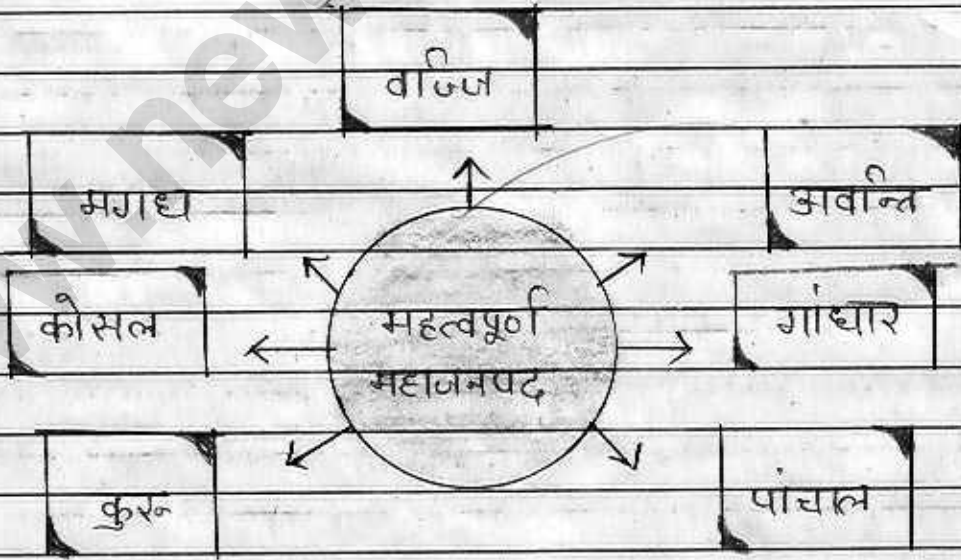 वज्जि
मगध
अवन्ति
कोसल
महत्वपूर्ण
महाजनपद
गांधार
कुरु
पांचाल